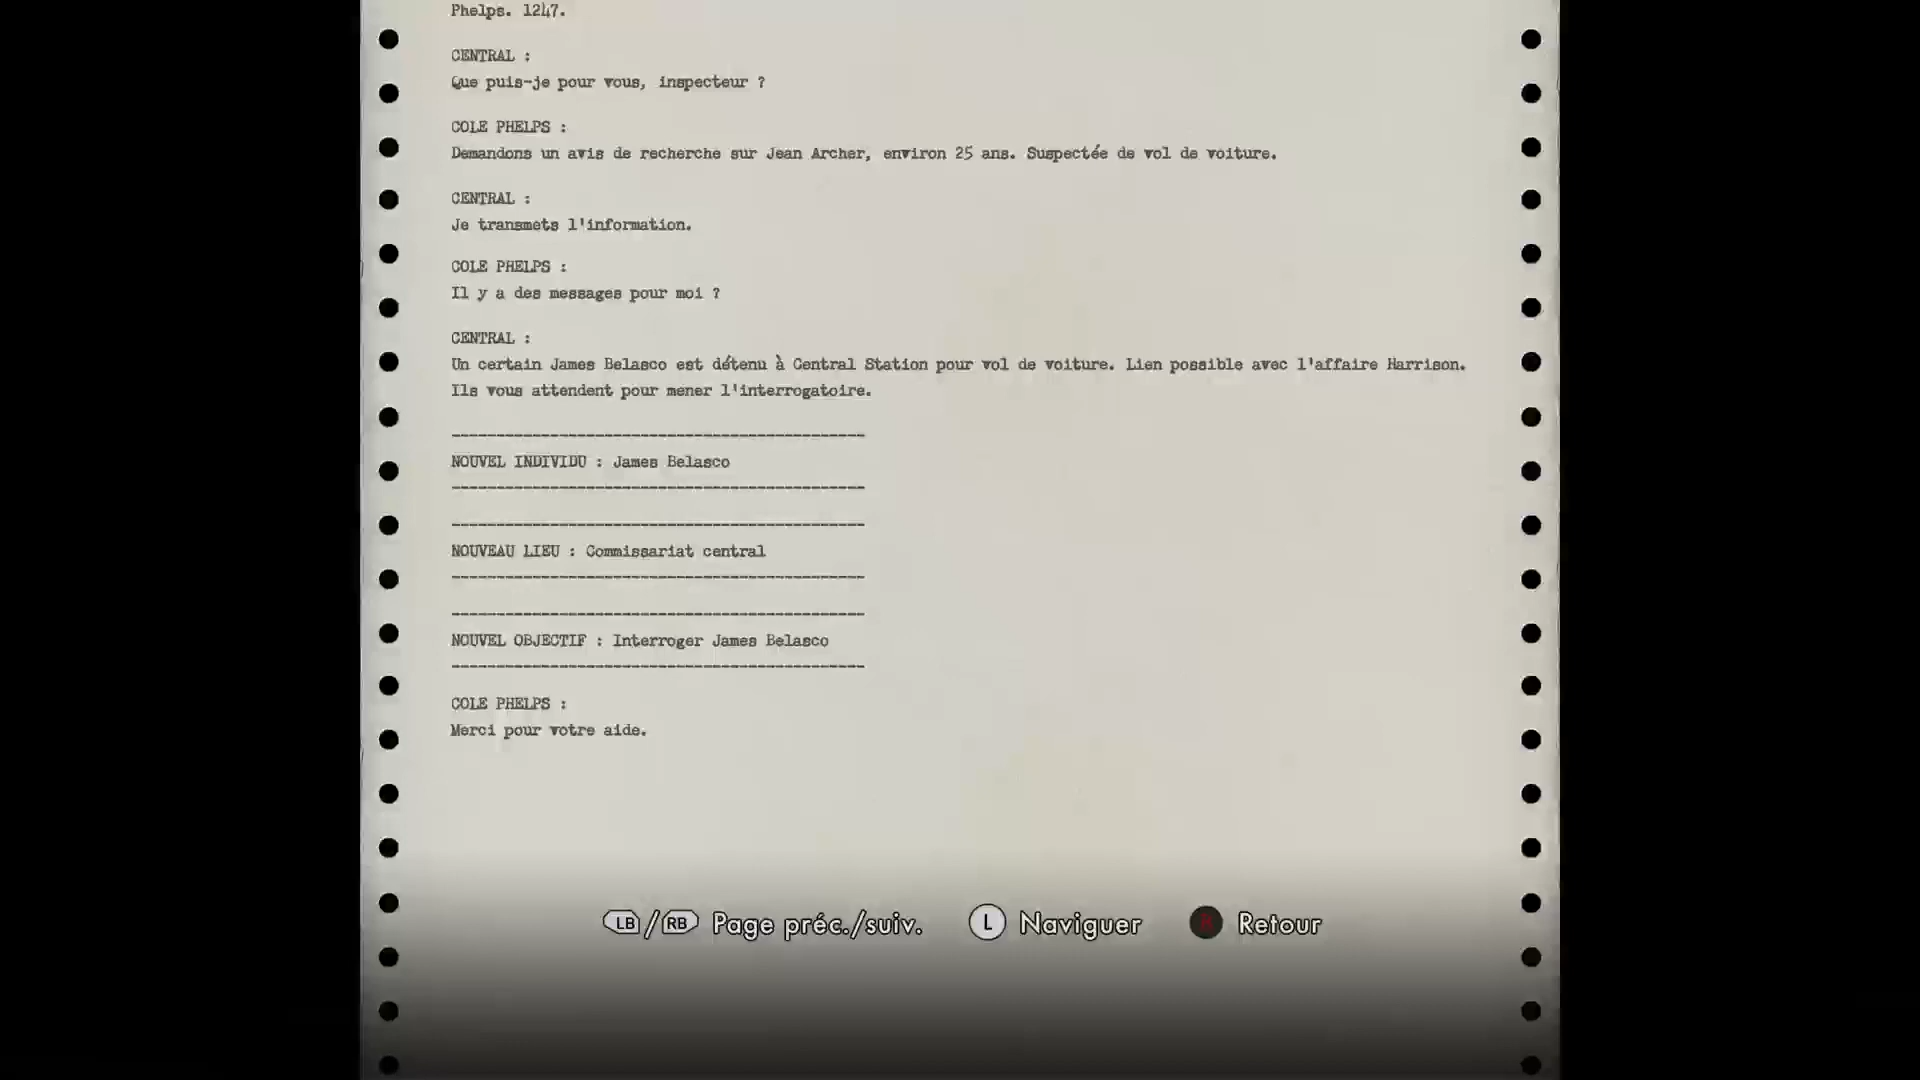 Phelps. 1247.
CENTRAL :
Que puis-je pour vous, inspecteur ?
COLE PHELPS :
Demandons un avis de recherche sur Jean Archer, environ 25 ans. Suspectée de vol de voiture.
CENTRAL :
Je transmets l'information.
COLE PHELPS :
Il y a des messages pour moi ?
CENTRAL :
Un certain James Belasco est détenu à Central Station pour vol de voiture. Lien possible avec l'affaire Harrison.
Ils vous attendent pour mener l'interrogatoire.
NOUVEL INDIVIDU : James Belasco
NOUVEAU LIEU : Commissariat central
NOUVEL OBJECTIF : Interroger James Belasco
COLE PHELPS :
Merci pour votre aide.
LB / RB Page préc./suiv. L Naviguer B Retour